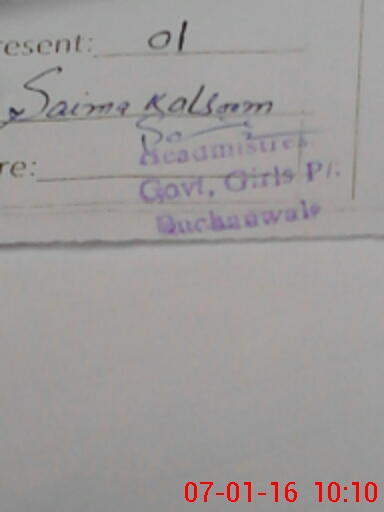 resent: 01
Saima Kalsoom
re:
Headmistress
Govt, Girls P/
07-01-16 10:10